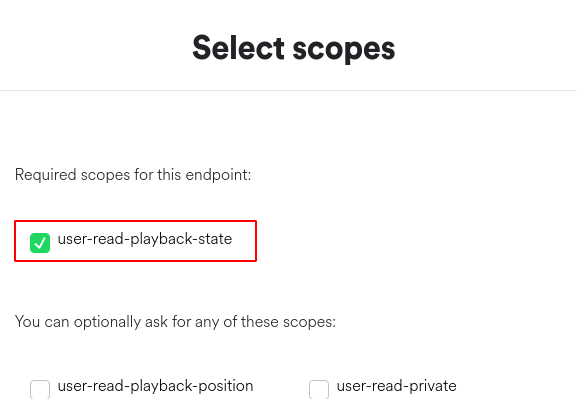 Select scopes
Required scopes for this endpoint:
user-read-playback-state
You can optionally ask for any of these scopes:
user-read-playback-position user-read-private